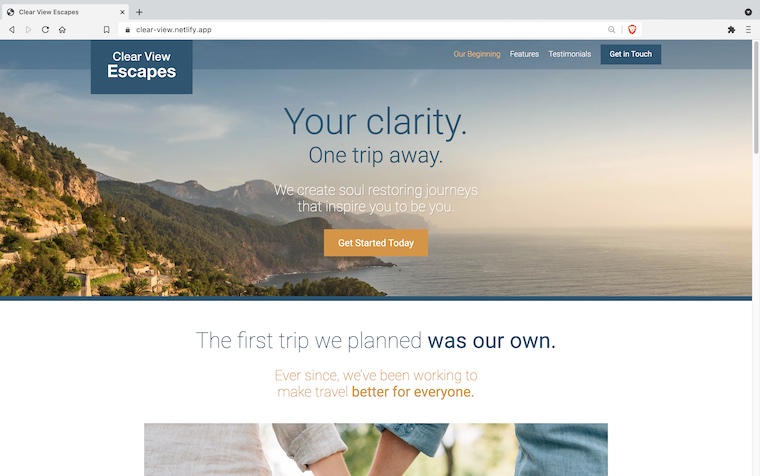 Clear View Escapes
clear-view.netlify.app
Clear View
Escapes
Our Beginning
Features
Testimonials
Get in Touch
Your clarity.
One trip away.
We create soul restoring journeys
that inspire you to be you.
Get Started Today
The first trip we planned was our own.
Ever since, we've been working to
make travel better for everyone.